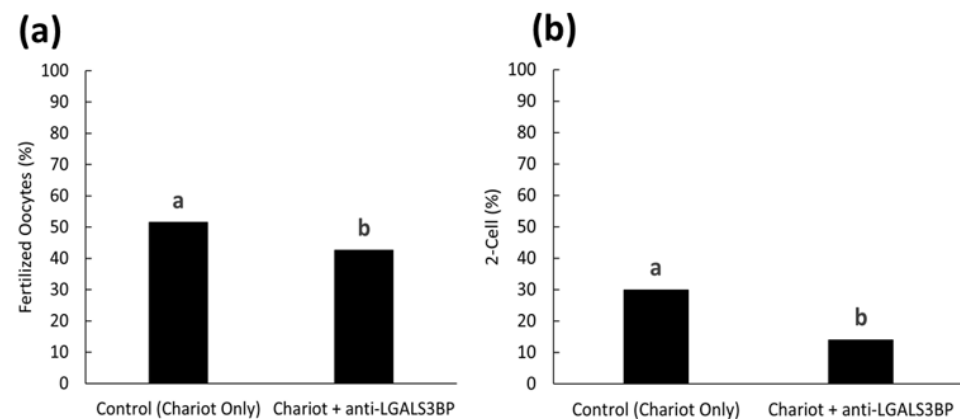 (a)
100
90
80
70
60
50
40
30
20
10
0
Fertilized Oocytes (%)
a
b
Control (Chariot Only) Chariot + anti-LGALS3BP
(b)
100
90
80
70
60
50
40
30
20
10
0
2-Cell (%)
a
b
Control (Chariot Only) Chariot + anti-LGALS3BP